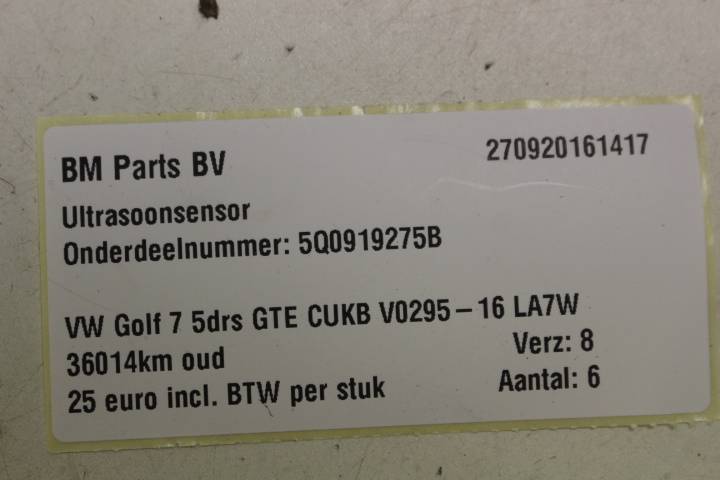 BM Parts BV 270920161417
Ultrasoonsensor
Onderdeelnummer: 5Q0919275B
VW Golf 7 5drs GTE CUKB V0295-16 LA7W
36014km oud Verz: 8
25 euro incl. BTW per stuk Aantal: 6